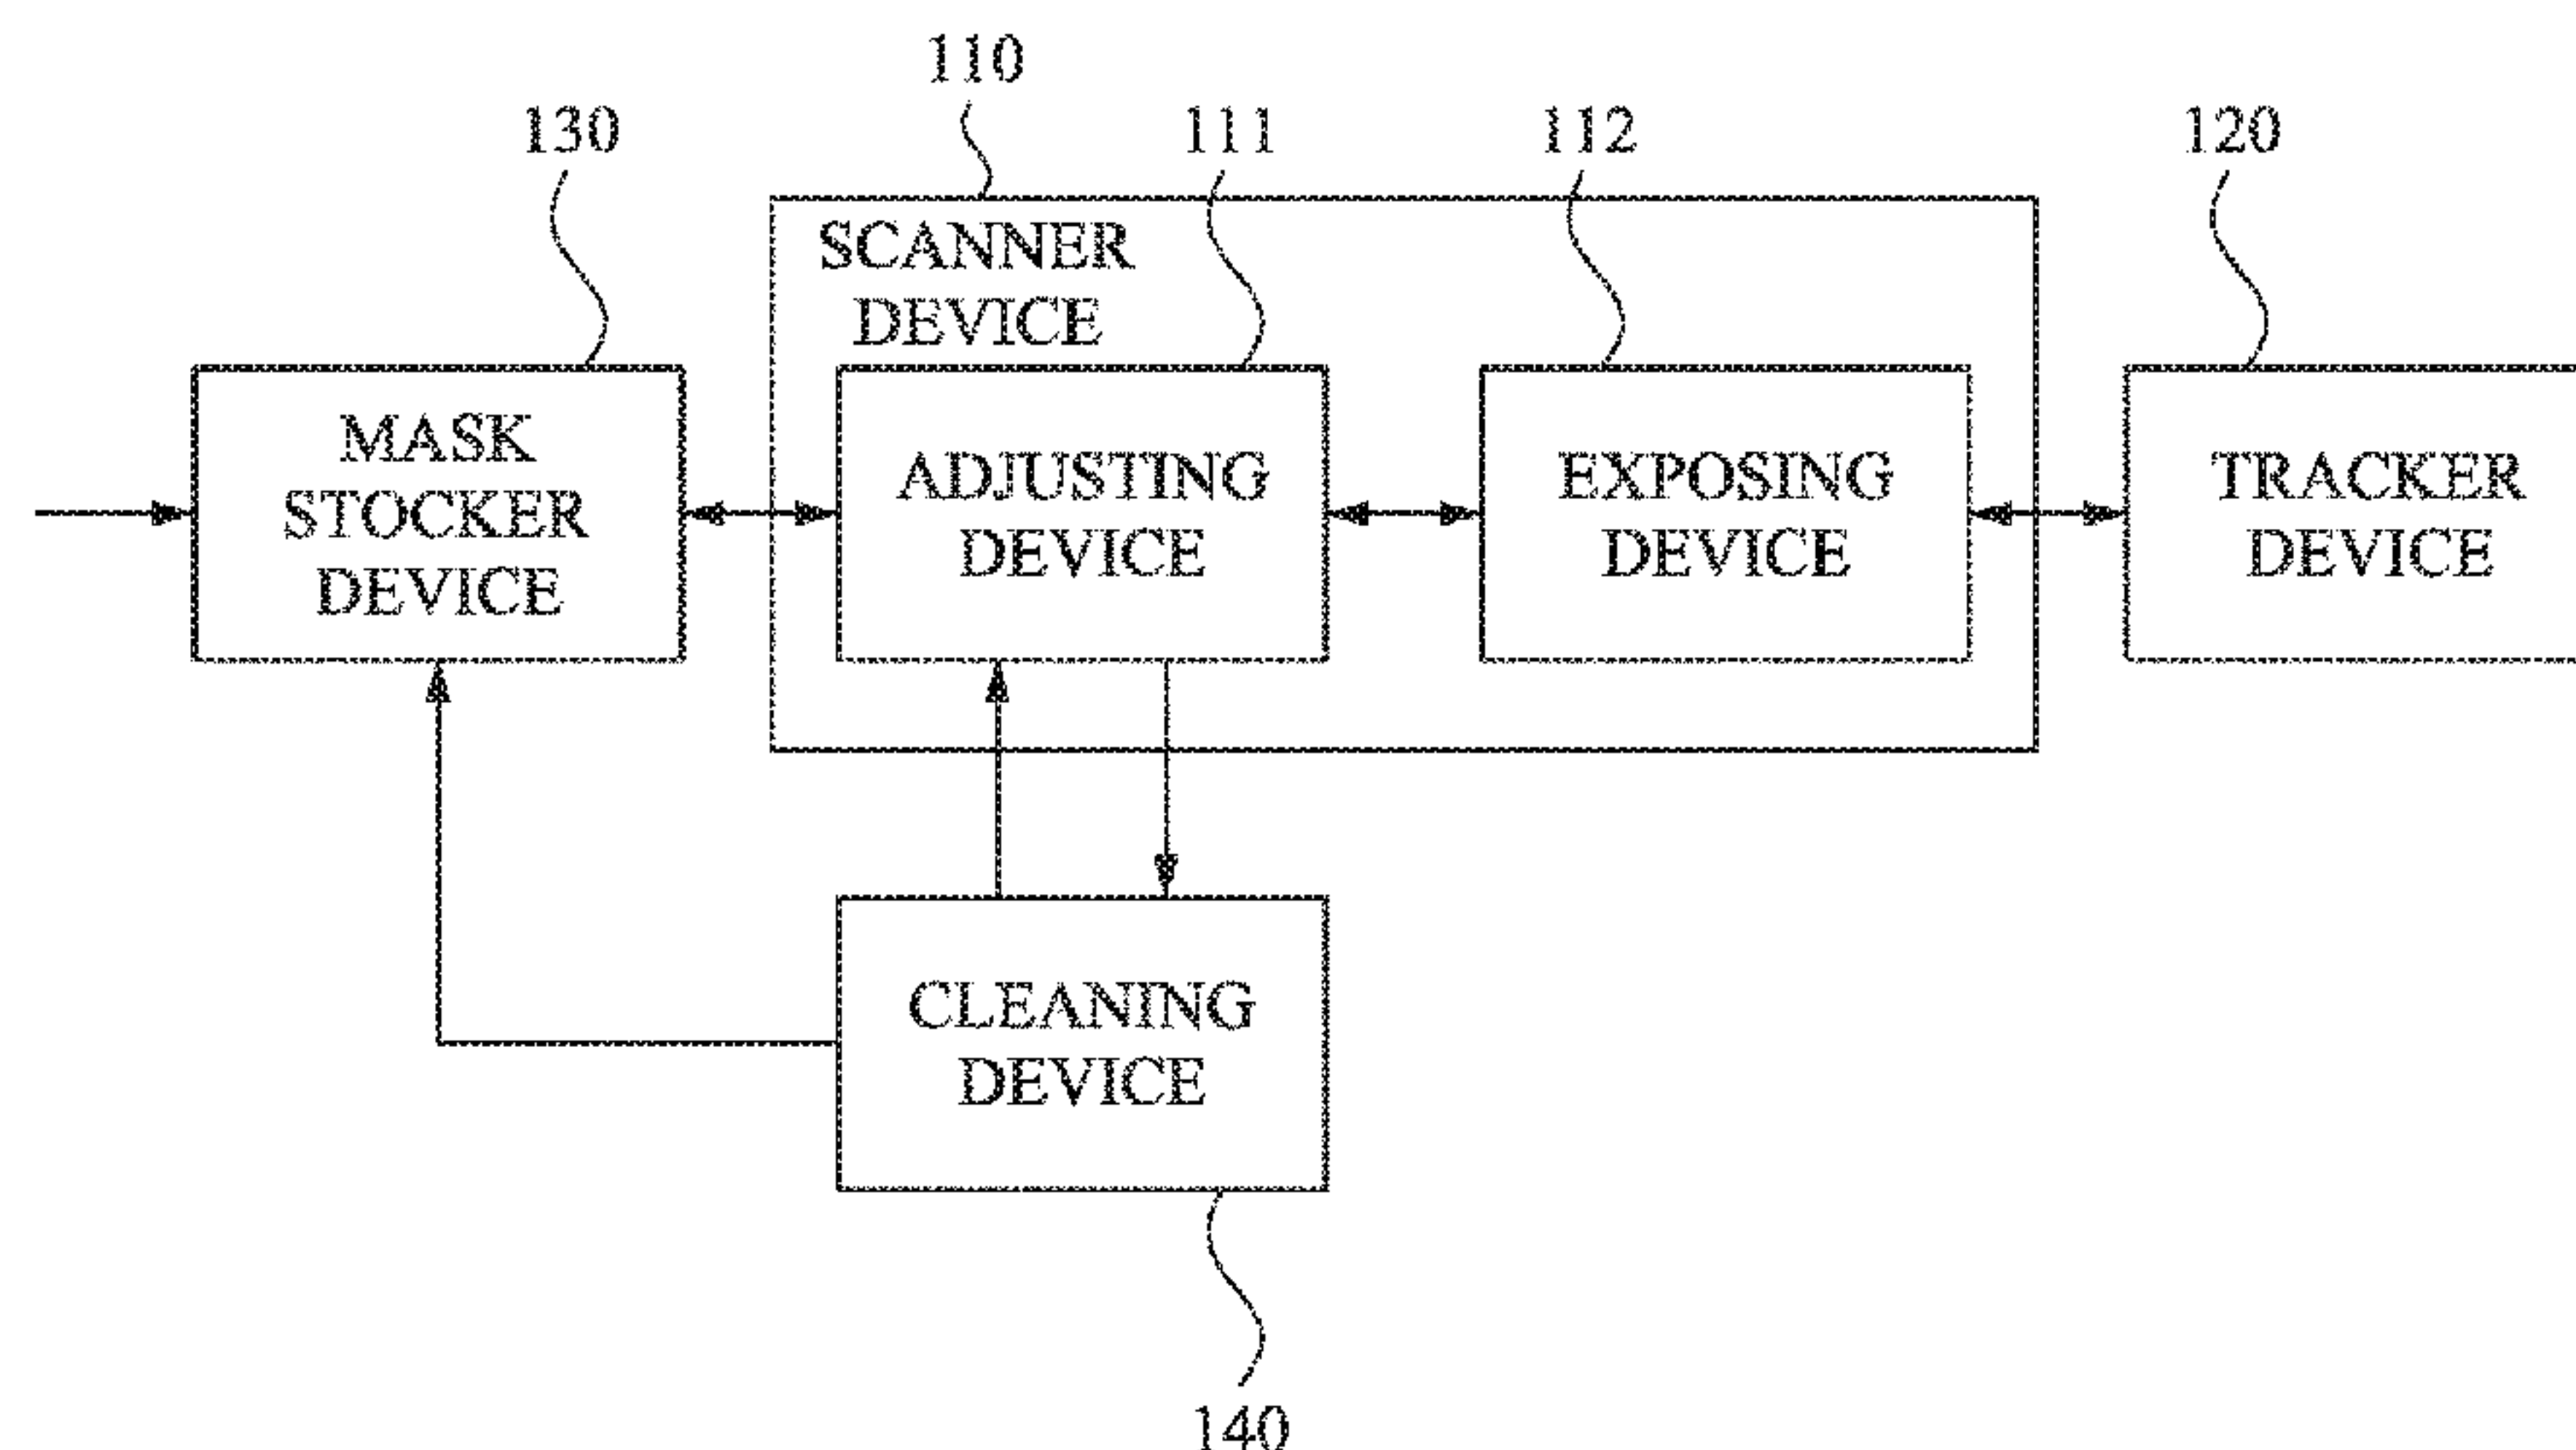 110
130
111
112
120
SCANNER
DEVICE
MASK
STOCKER
DEVICE
ADJUSTING
DEVICE
EXPOSING
DEVICE
TRACKER
DEVICE
CLEANING
DEVICE
140